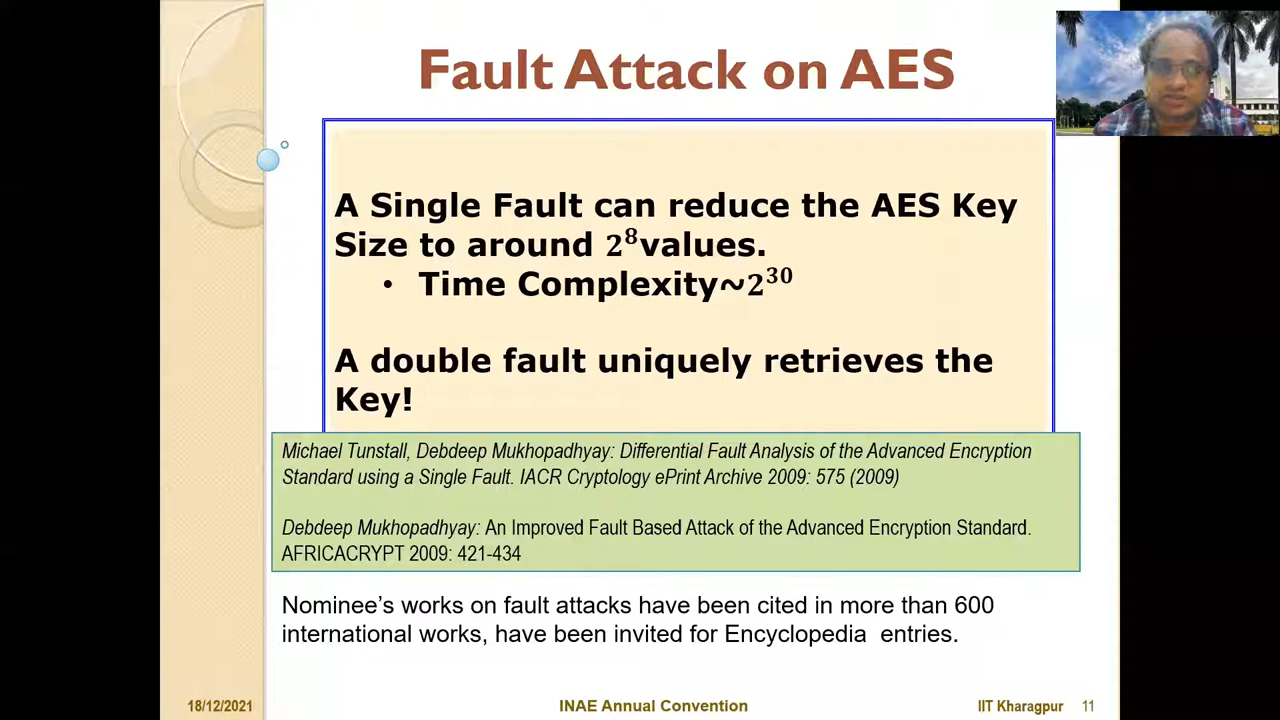 Fault Attack on AES
A Single Fault can reduce the AES Key
Size to around 2⁸values.
• Time Complexity~2³⁰
A double fault uniquely retrieves the
Key!
Michael Tunstall, Debdeep Mukhopadhyay: Differential Fault Analysis of the Advanced Encryption
Standard using a Single Fault. IACR Cryptology ePrint Archive 2009: 575 (2009)
Debdeep Mukhopadhyay: An Improved Fault Based Attack of the Advanced Encryption Standard.
AFRICACRYPT 2009: 421-434
Nominee's works on fault attacks have been cited in more than 600
international works, have been invited for Encyclopedia entries.
18/12/2021 INAE Annual Convention IIT Kharagpur 11